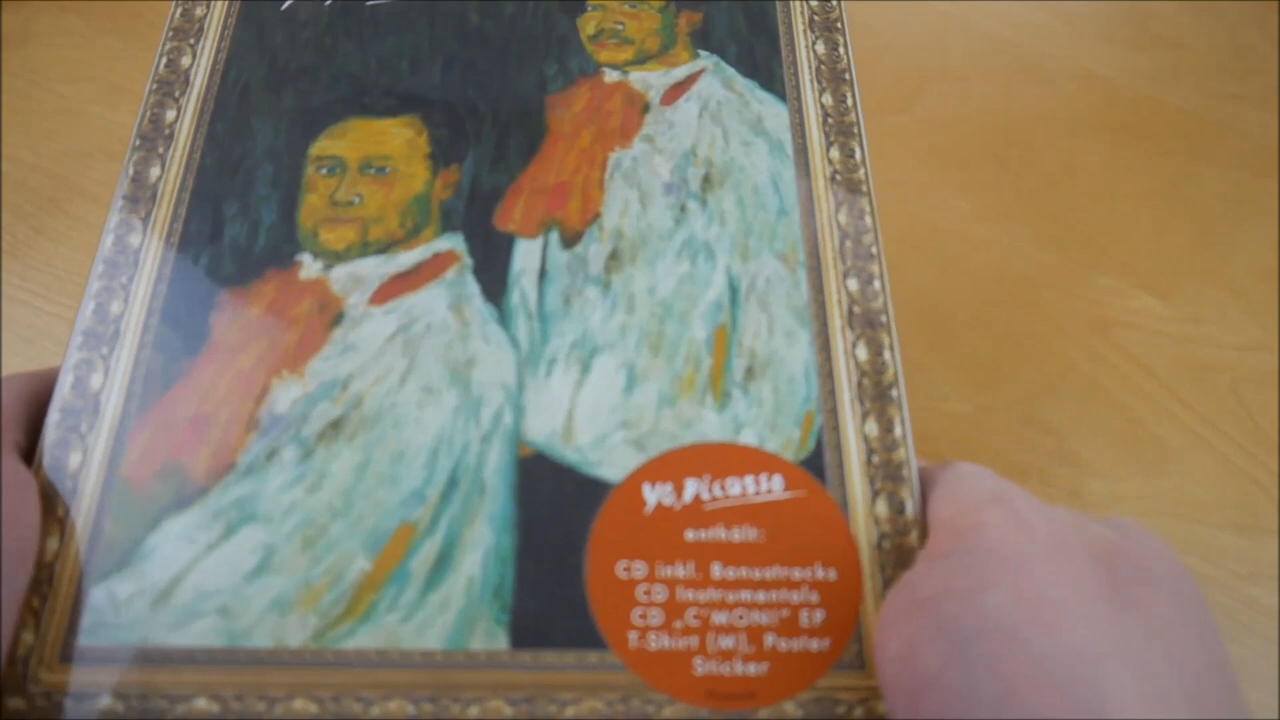 Yo, Picasso
enthält:
CD inkl. Bonustracks
CD Instrumentals
CD „C'MON!" EP
T-Shirt (M), Poster
Sticker